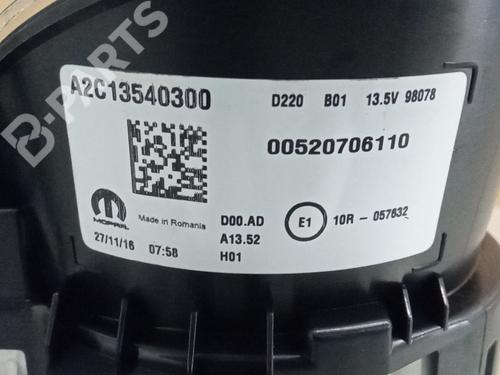 B-PARTS
A2C13540300
D220 B01 13.5V 98078
00520706110
MOPAR
Made in Romania
D00.AD
E1
10R-057632
27/11/16 07:58
A13.52
H01